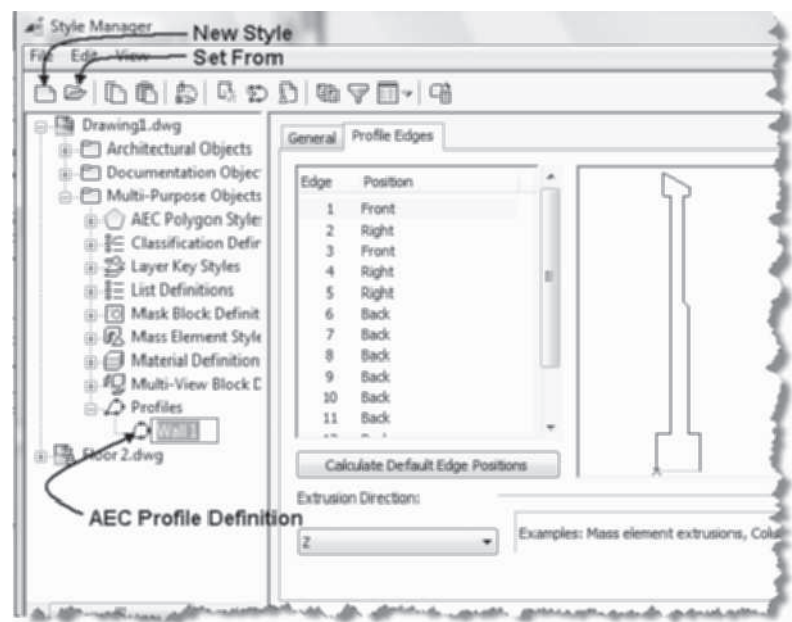 Style Manager
New Style
File Edit View
Set From
Drawing1.dwg
Architectural Objects
Documentation Objec
Multi-Purpose Objects
AEC Polygon Style
Classification Defir
Layer Key Styles
List Definitions
Mask Block Definit
Mass Element Style
Material Definition
Multi-View Block D
Profiles
Floor 2.dwg
AEC Profile Definition
General Profile Edges
Edge Position
1 Front
2 Right
3 Front
4 Right
5 Right
6 Back
7 Back
8 Back
9 Back
10 Back
11 Back
Calculate Default Edge Positions
Extrusion Direction:
Z
Examples: Mass element extrusions, Colu